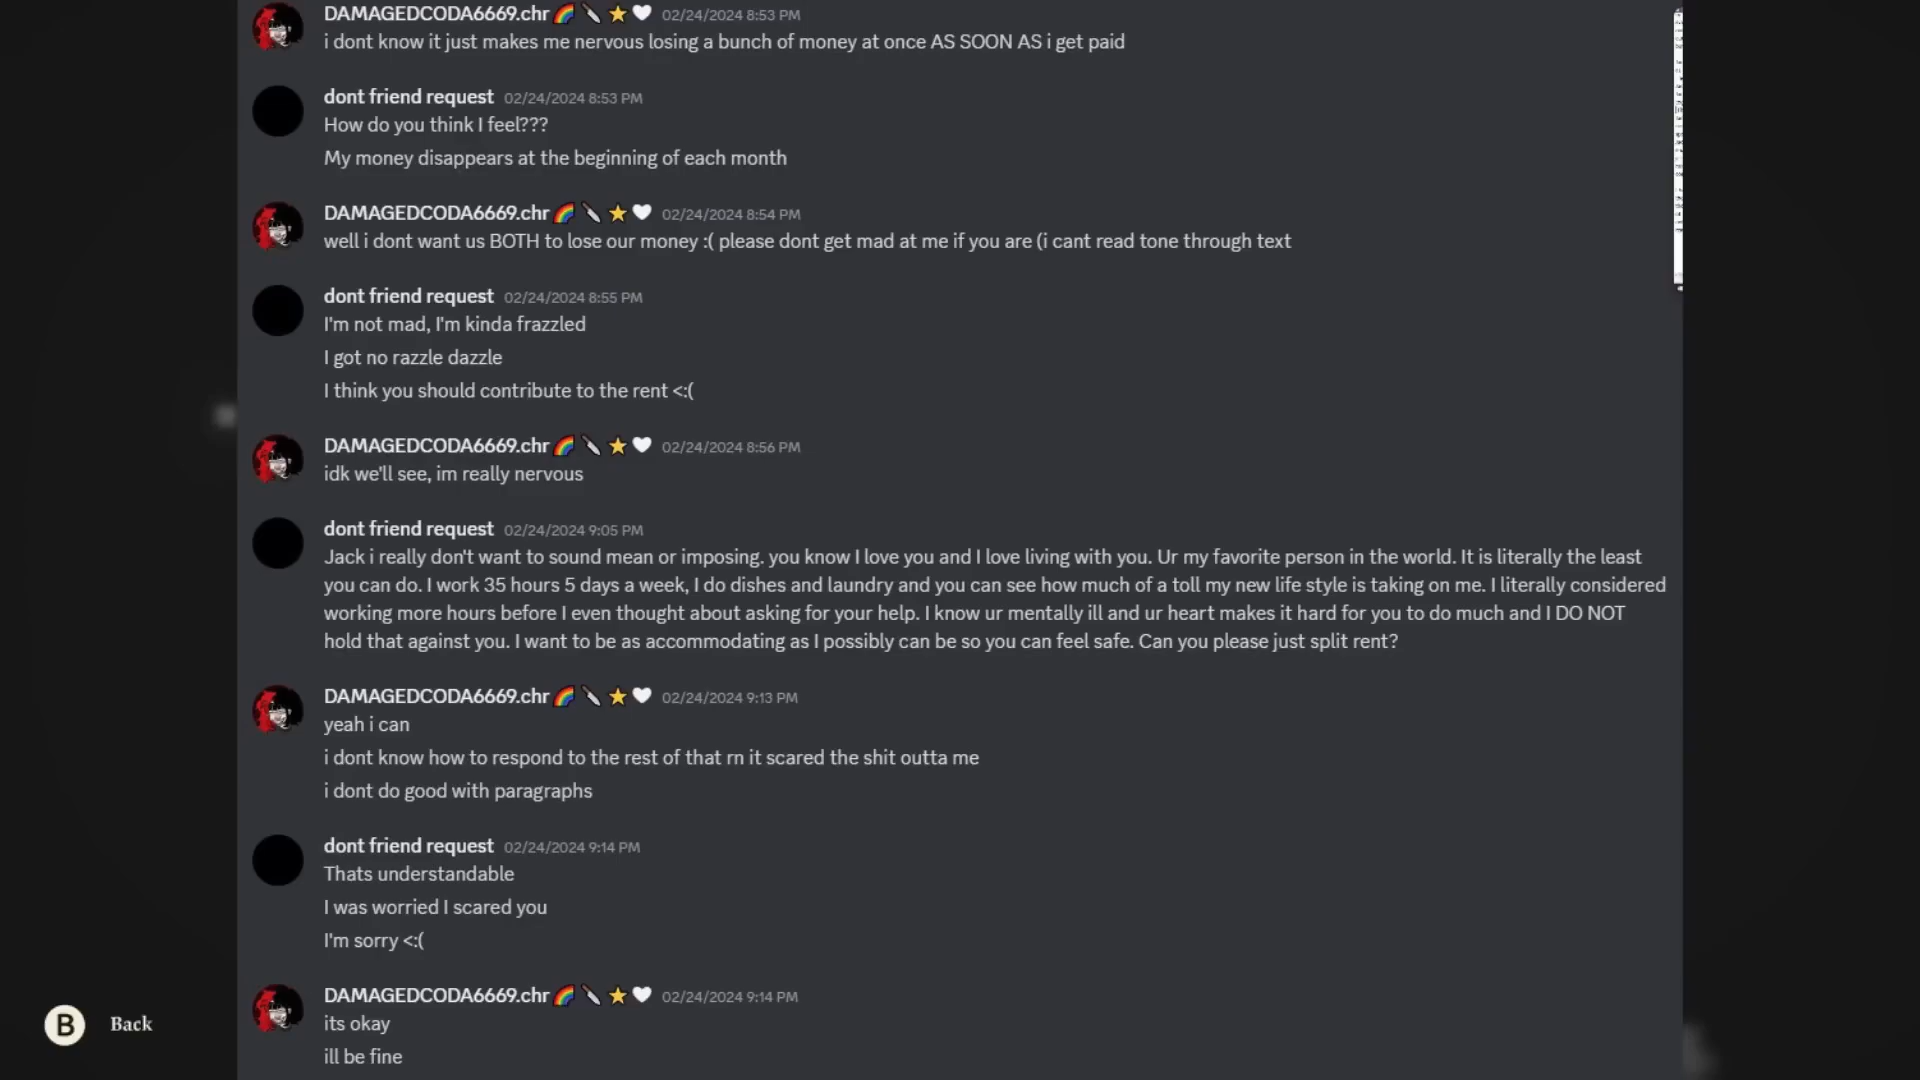 DAMAGEDCODA6669.chr🌈🔪⭐🤍 02/24/2024 8:53 PM
i dont know it just makes me nervous losing a bunch of money at once AS SOON AS i get paid
dont friend request 02/24/2024 8:53 PM
How do you think I feel???
My money disappears at the beginning of each month
DAMAGEDCODA6669.chr🌈🔪⭐🤍 02/24/2024 8:54 PM
well i dont want us BOTH to lose our money :( please dont get mad at me if you are (i cant read tone through text
dont friend request 02/24/2024 8:55 PM
I'm not mad, I'm kinda frazzled
I got no razzle dazzle
I think you should contribute to the rent <:(
DAMAGEDCODA6669.chr🌈🔪⭐🤍 02/24/2024 8:56 PM
idk we'll see, im really nervous
dont friend request 02/24/2024 9:05 PM
Jack i really don't want to sound mean or imposing. you know I love you and I love living with you. Ur my favorite person in the world. It is literally the least
you can do. I work 35 hours 5 days a week, I do dishes and laundry and you can see how much of a toll my new life style is taking on me. I literally considered
working more hours before I even thought about asking for your help. I know ur mentally ill and ur heart makes it hard for you to do much and I DO NOT
hold that against you. I want to be as accommodating as I possibly can be so you can feel safe. Can you please just split rent?
DAMAGEDCODA6669.chr🌈🔪⭐🤍 02/24/2024 9:13 PM
yeah i can
i dont know how to respond to the rest of that rn it scared the shit outta me
i dont do good with paragraphs
dont friend request 02/24/2024 9:14 PM
Thats understandable
I was worried I scared you
I'm sorry <:(
DAMAGEDCODA6669.chr🌈🔪⭐🤍 02/24/2024 9:14 PM
its okay
ill be fine
B Back